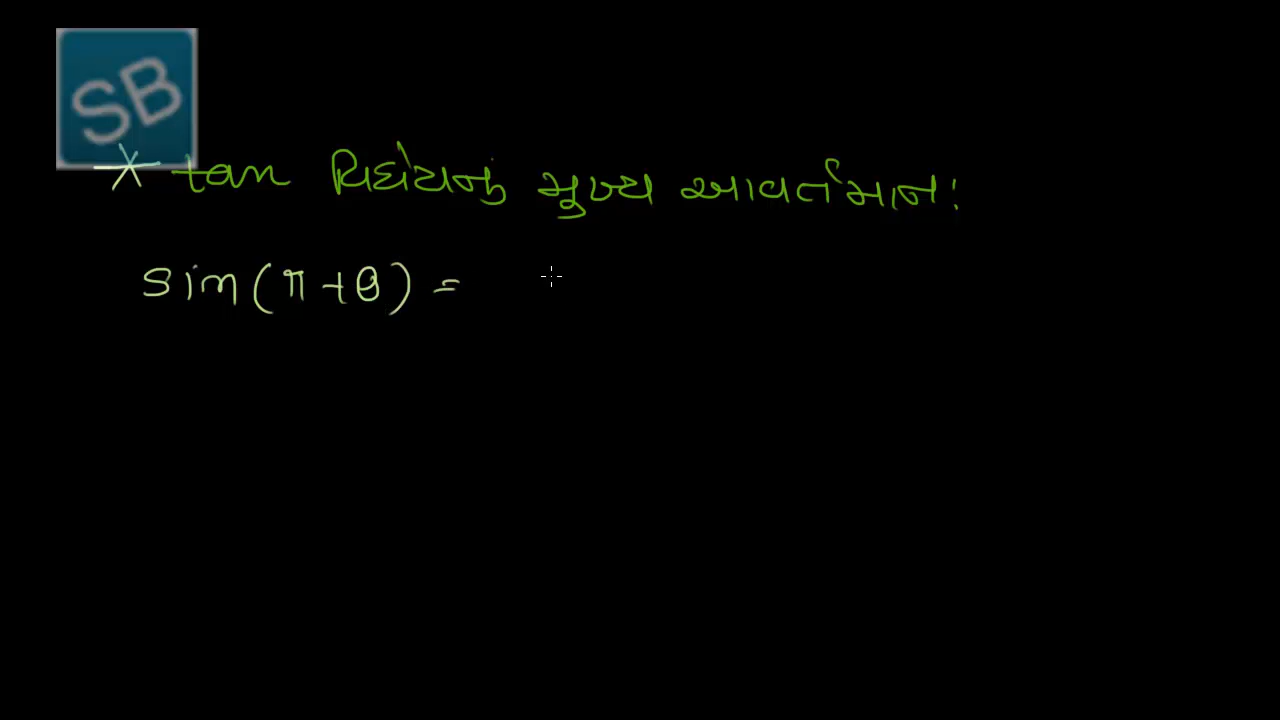 SB
* tan વિધેયનું મુખ્ય આવર્તમાન:
sin(π+θ) =